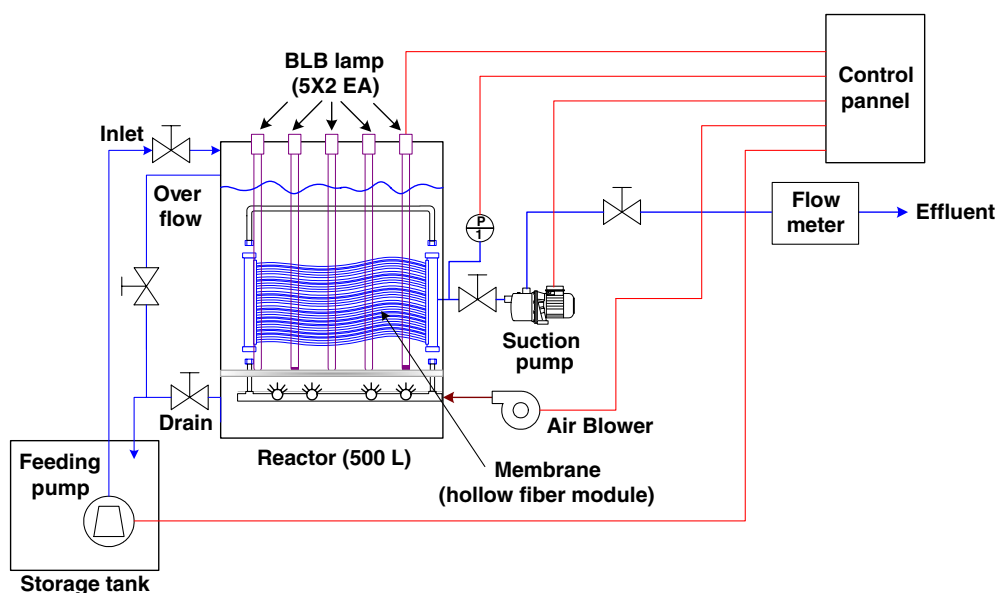 BLB lamp
(5X2 EA)
Control
pannel
Inlet
Over
flow
P
1
Flow
meter
Effluent
Suction
pump
Drain
Air Blower
Reactor (500 L)
Membrane
(hollow fiber module)
Feeding
pump
Storage tank